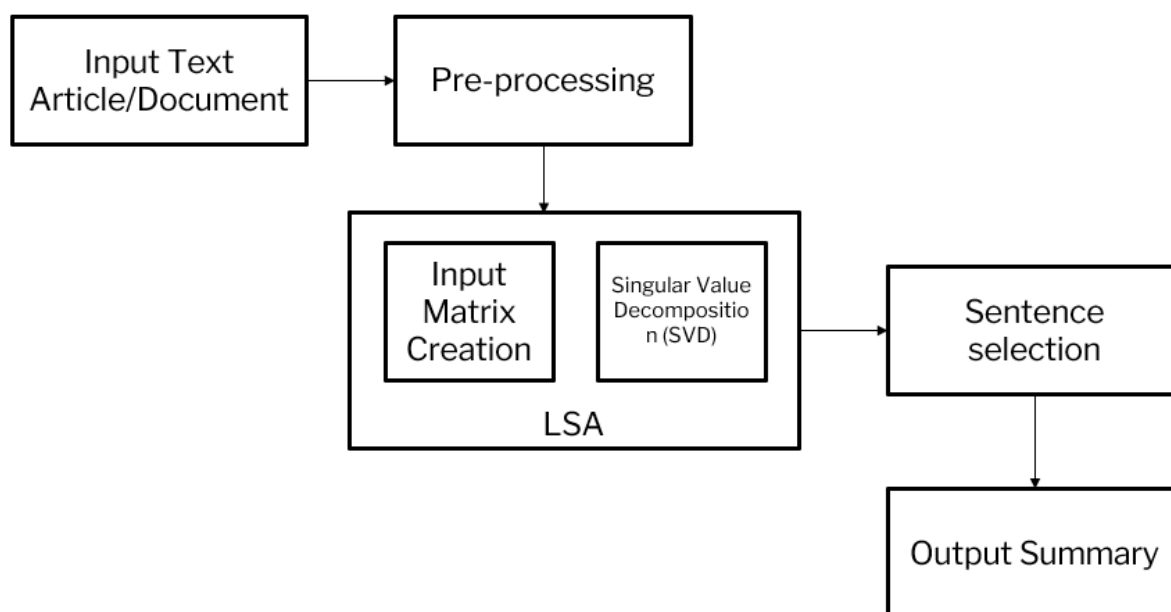 Input Text
Article/Document
Pre-processing
Input
Matrix
Creation
Singular Value
Decompositio
n (SVD)
LSA
Sentence
selection
Output Summary